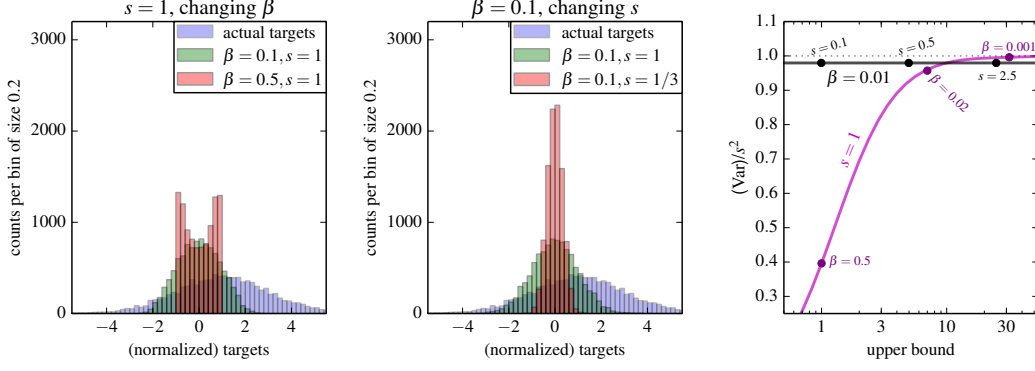 s = 1, changing β
3200
2000
1000
0
counts per bin of size 0.2
actual targets
β = 0.1, s = 1
β = 0.5, s = 1
−4 −2 0 2 4
(normalized) targets
β = 0.1, changing s
3200
2000
1000
0
counts per bin of size 0.2
actual targets
β = 0.1, s = 1
β = 0.1, s = 1/3
−4 −2 0 2 4
(normalized) targets
1.1
1.0
0.9
0.8
0.7
0.6
0.5
0.4
0.3
(Var)/s²
s = 0.1
s = 0.5
β = 0.001
β = 0.01
s = 2.5
β = 0.02
s = 1
β = 0.5
1 3 10 30
upper bound